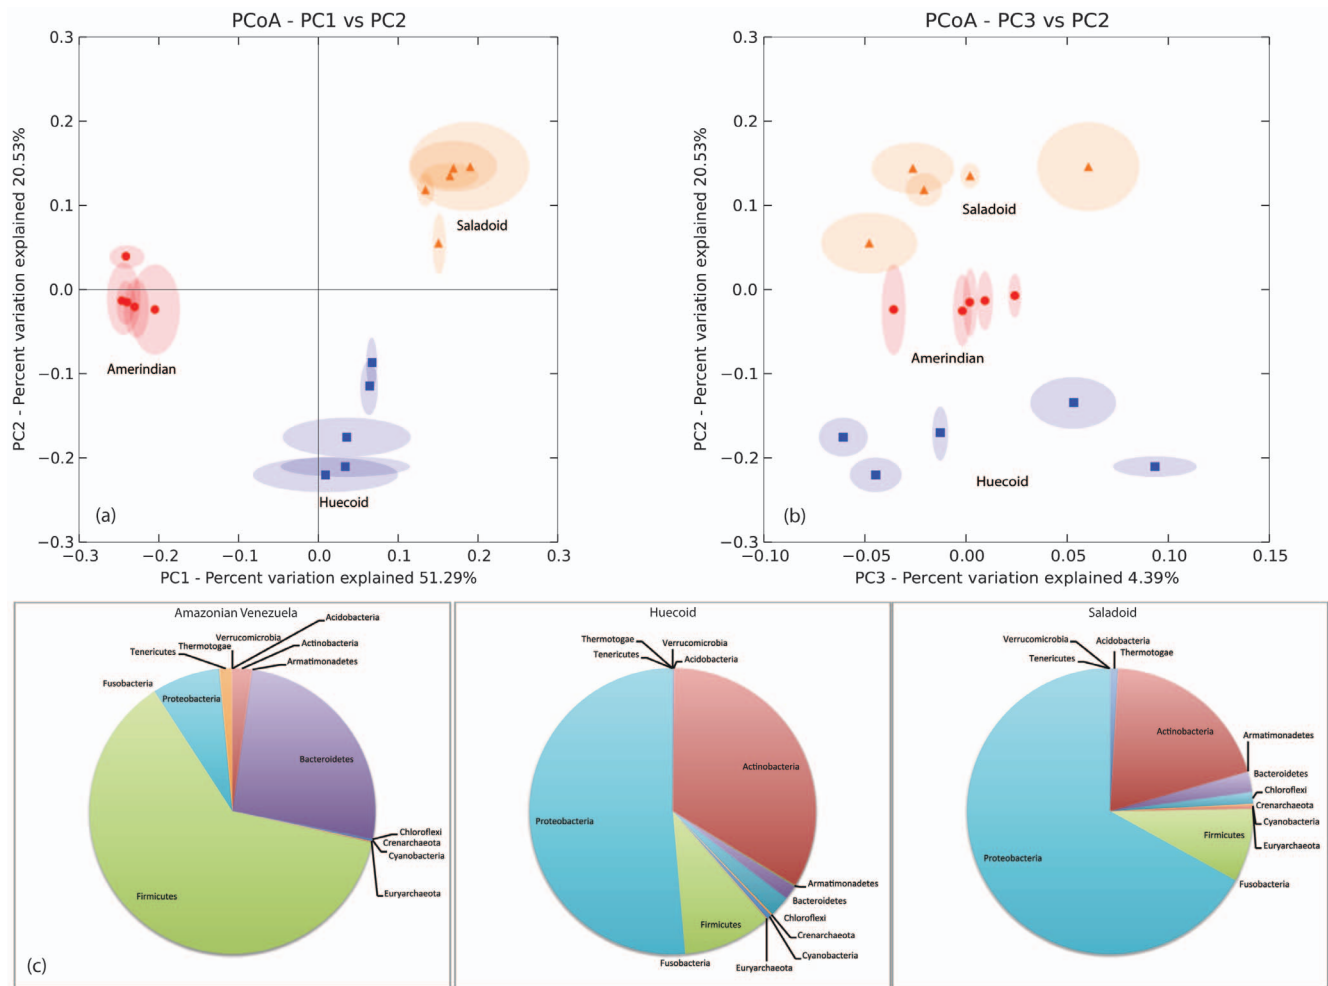 PCoA - PC1 vs PC2
0.3
0.2
0.1
0.0
−0.1
−0.2
−0.3
PC2 - Percent variation explained 20.53%
Saladoid
Amerindian
Huecoid
(a)
−0.3 −0.2 −0.1 0.0 0.1 0.2 0.3
PC1 - Percent variation explained 51.29%
PCoA - PC3 vs PC2
0.3
0.2
0.1
0.0
−0.1
−0.2
−0.3
PC2 - Percent variation explained 20.53%
Saladoid
Amerindian
Huecoid
(b)
−0.10 −0.05 0.00 0.05 0.10 0.15
PC3 - Percent variation explained 4.39%
Amazonian Venezuela
Acidobacteria
Verrucomicrobia
Thermotogae
Actinobacteria
Tenericutes
Armatimonadetes
Fusobacteria
Proteobacteria
Bacteroidetes
Chloroflexi
Crenarchaeota
Cyanobacteria
Euryarchaeota
Firmicutes
(c)
Huecoid
Thermotogae
Verrucomicrobia
Tenericutes
Acidobacteria
Actinobacteria
Proteobacteria
Armatimonadetes
Bacteroidetes
Chloroflexi
Firmicutes
Crenarchaeota
Cyanobacteria
Fusobacteria
Euryarchaeota
Saladoid
Verrucomicrobia
Acidobacteria
Thermotogae
Tenericutes
Actinobacteria
Armatimonadetes
Bacteroidetes
Chloroflexi
Crenarchaeota
Cyanobacteria
Firmicutes
Euryarchaeota
Proteobacteria
Fusobacteria